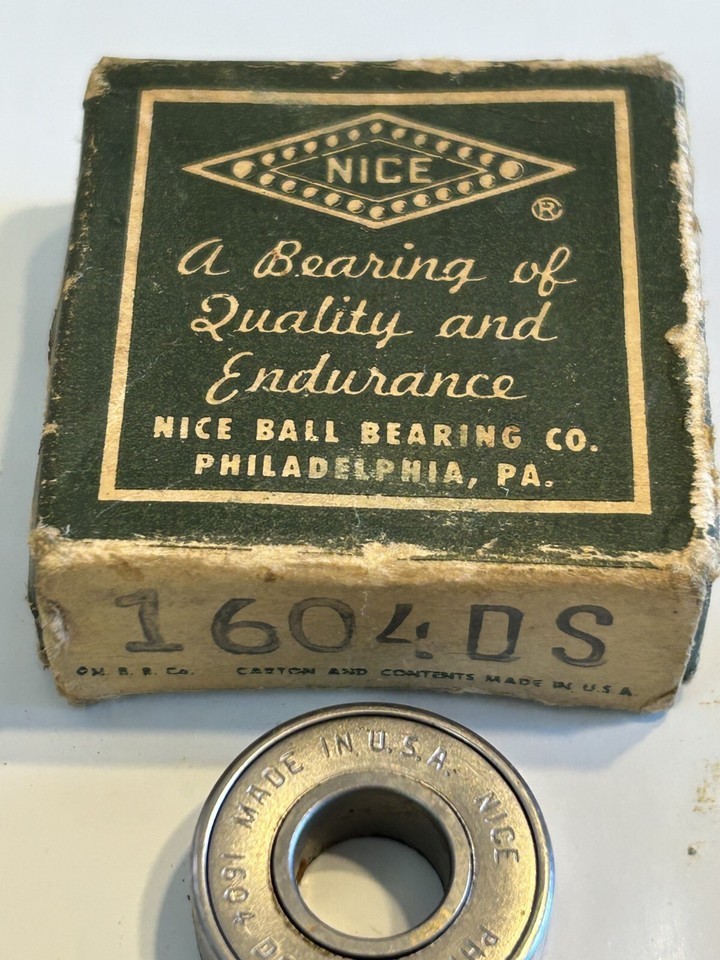 NICE
®
A Bearing of
Quality and
Endurance
NICE BALL BEARING CO.
PHILADELPHIA, PA.
1604DS
CARTON AND CONTENTS MADE IN U.S.A.
1604 MADE IN U.S.A. NICE